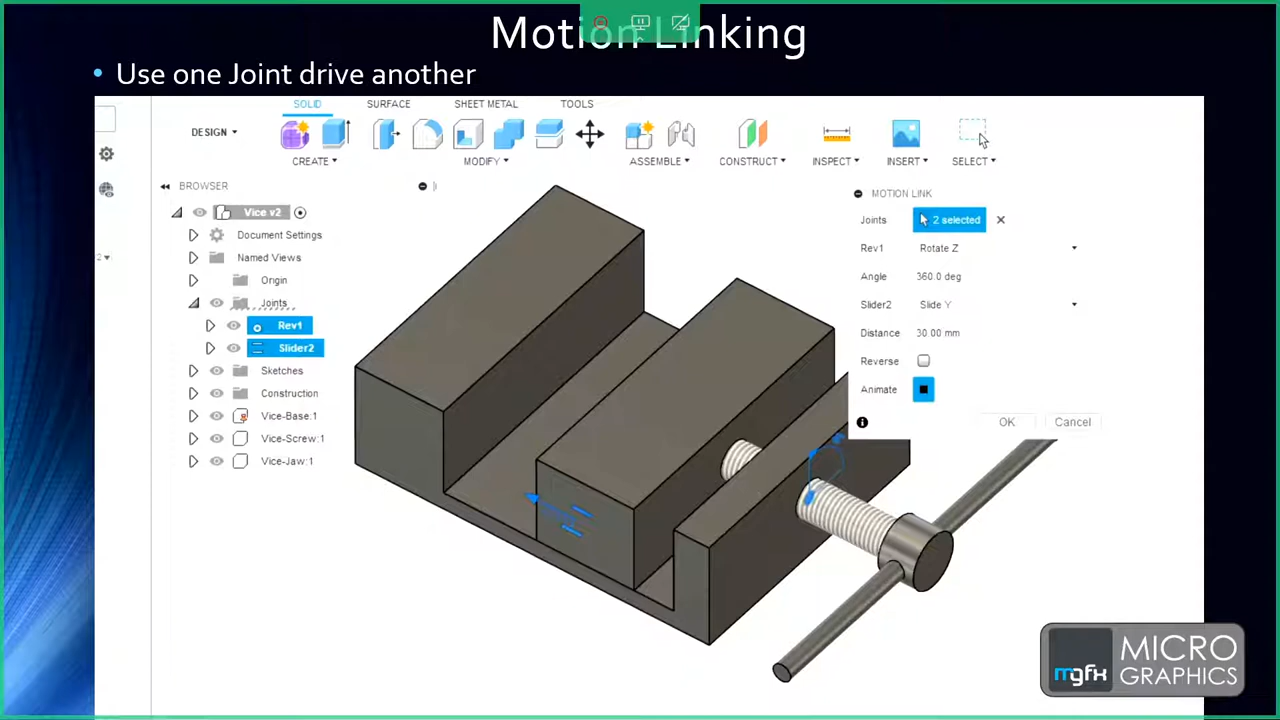 Motion Linking
• Use one Joint drive another
SOLID SURFACE SHEET METAL TOOLS
DESIGN
CREATE MODIFY ASSEMBLE CONSTRUCT INSPECT INSERT SELECT
BROWSER
Vice v2
Document Settings
Named Views
Origin
Joints
Rev1
Slider2
Sketches
Construction
Vice-Base:1
Vice-Screw:1
Vice-Jaw:1
2
MOTION LINK
Joints 2 selected
Rev1 Rotate Z
Angle 360.0 deg
Slider2 Slide Y
Distance 30.00 mm
Reverse
Animate
OK Cancel
mgfx MICRO
GRAPHICS